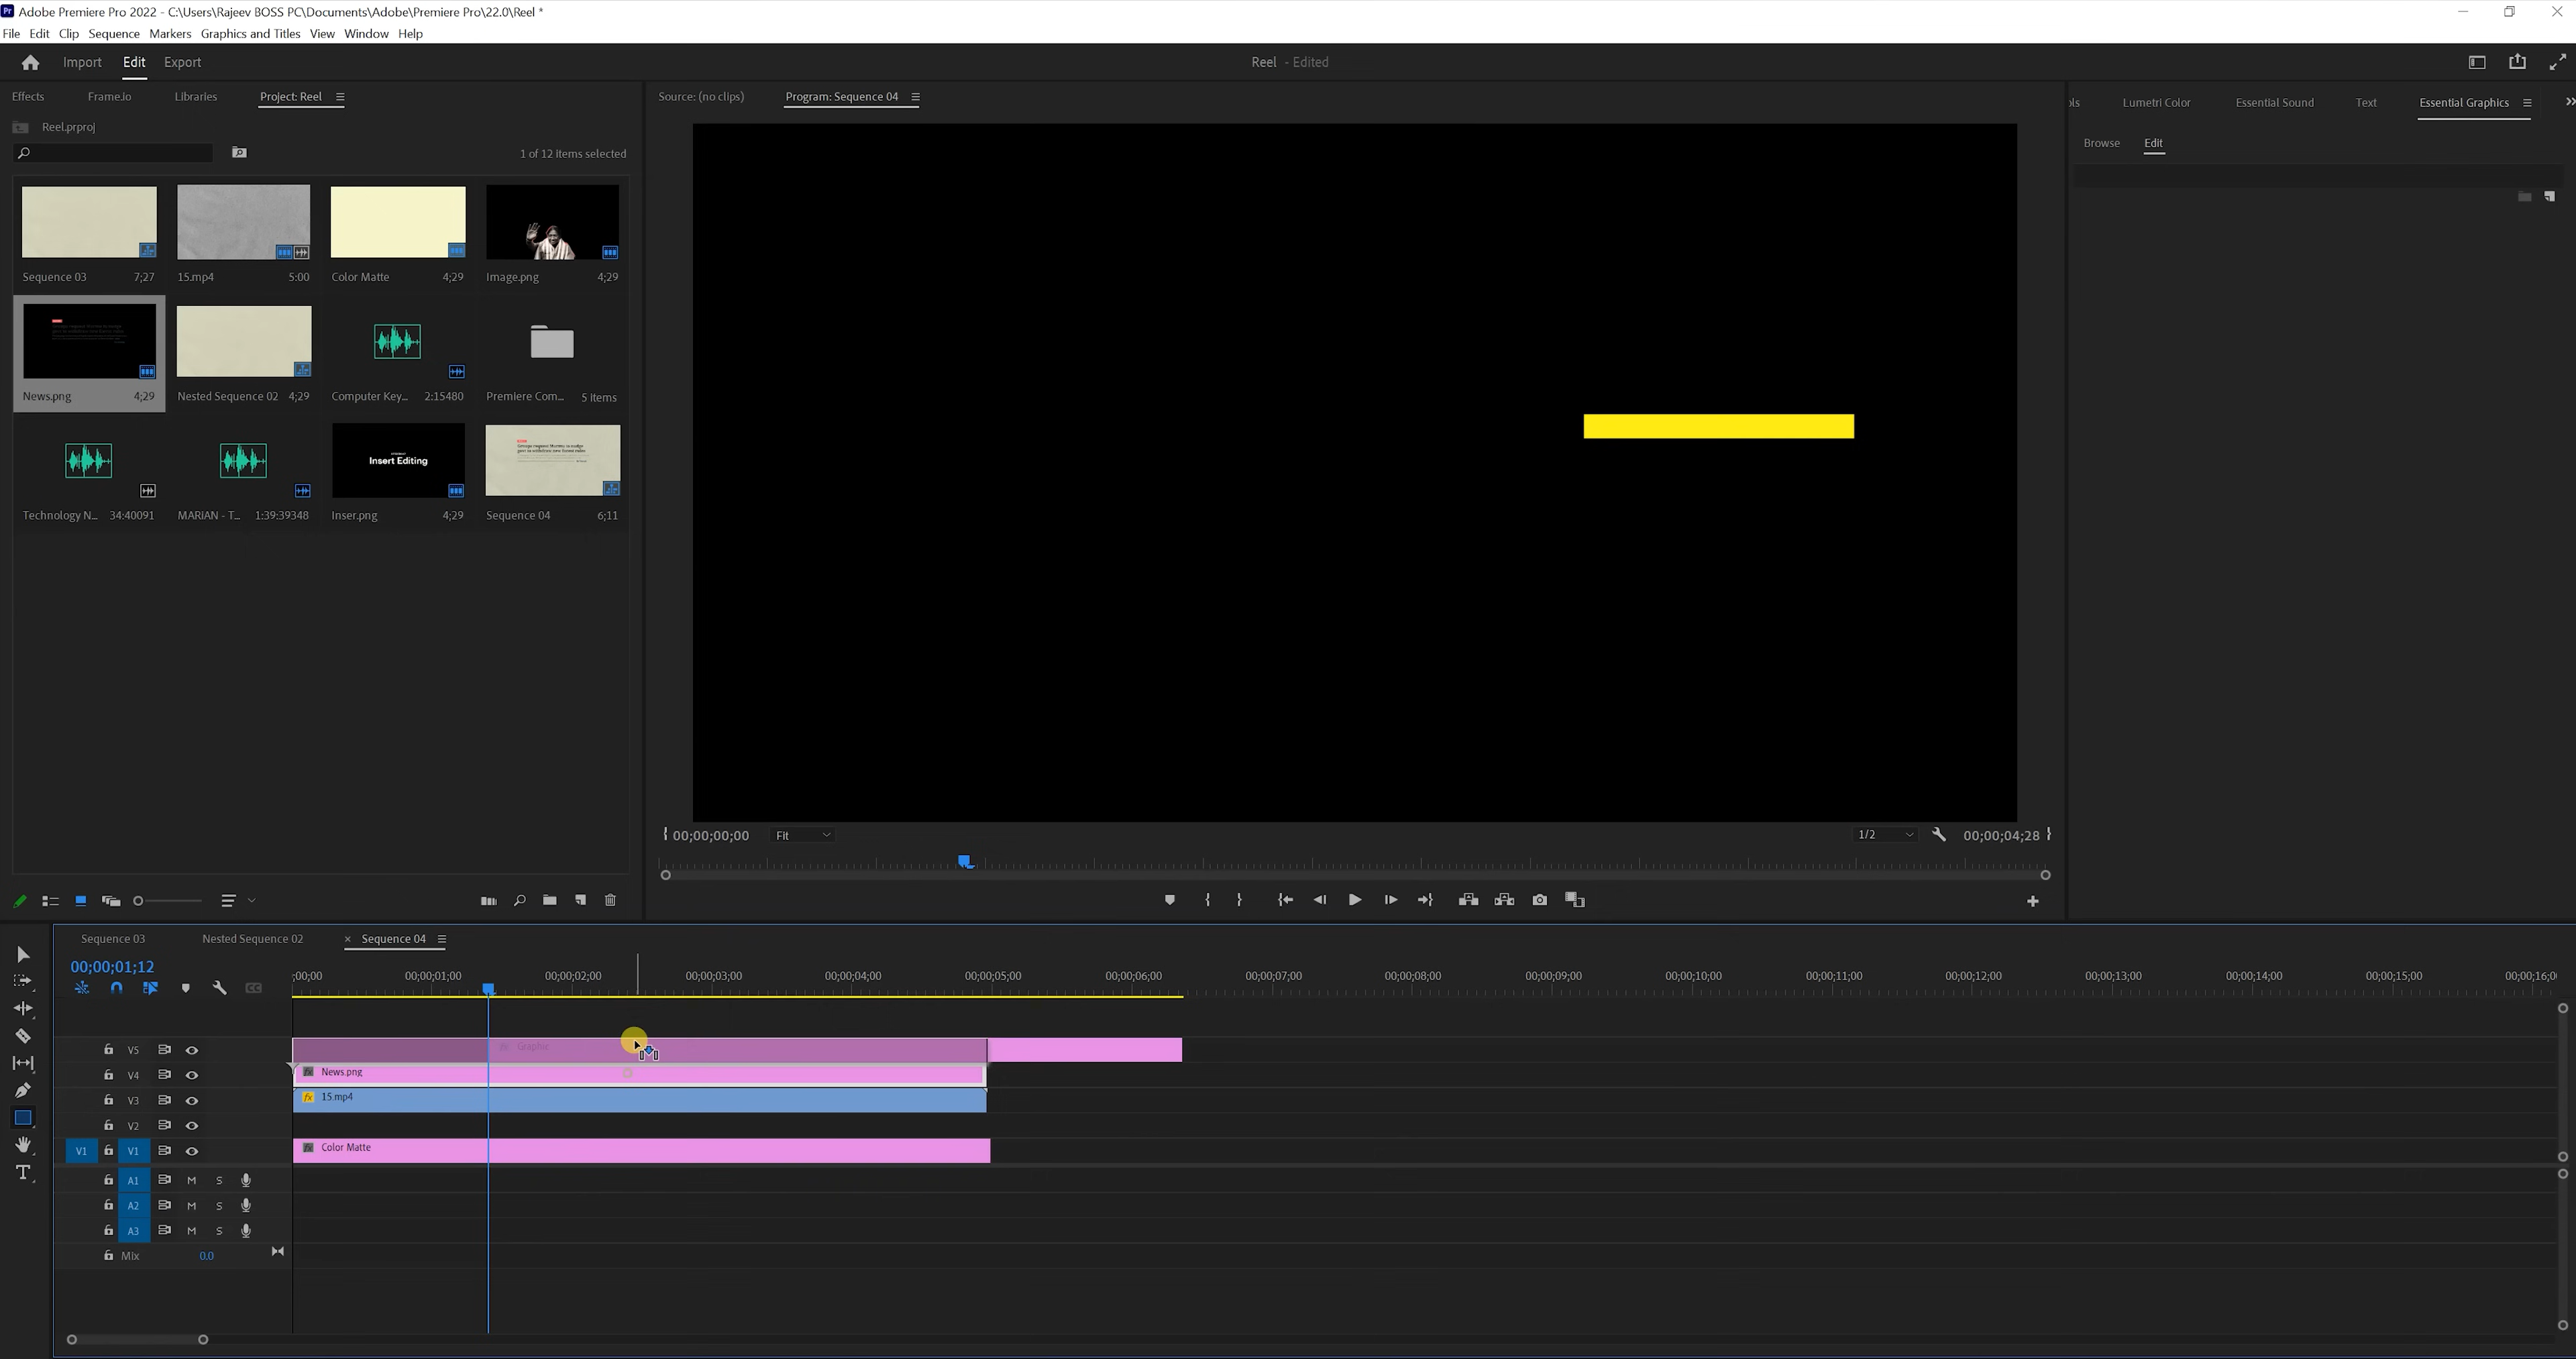 Adobe Premiere Pro 2022 - C:\Users\Rajeev BOSS PC\Documents\Adobe\Premiere Pro\22.0\Reel *
File Edit Clip Sequence Markers Graphics and Titles View Window Help
Import Edit Export
Reel - Edited
Effects Frame.io Libraries Project: Reel
Source: (no clips) Program: Sequence 04
ols Lumetri Color Essential Sound Text Essential Graphics
Reel.prproj
Browse Edit
1 of 12 items selected
Sequence 03 7;27 15.mp4 5:00 Color Matte 4;29 Image.png 4;29
News.png 4;29 Nested Sequence 02 4;29 Computer Key... 2:15480 Premiere Com... 5 Items
Insert Editing
Technology N... 34:40091 MARiAN - T... 1:39:39348 Inser.png 4;29 Sequence 04 6;11
00;00;00;00 Fit 1/2 00;00;04;28
Sequence 03 Nested Sequence 02 × Sequence 04
00;00;01;12
;00;00 00;00;01;00 00;00;02;00 00;00;03;00 00;00;04;00 00;00;05;00 00;00;06;00 00;00;07;00 00;00;08;00 00;00;09;00 00;00;10;00 00;00;11;00 00;00;12;00 00;00;13;00 00;00;14;00 00;00;15;00 00;00;16;0
V5 Graphic
V4 News.png
V3 fx 15.mp4
V2
V1 V1 Color Matte
A1 M S
A2 M S
A3 M S
Mix 0.0